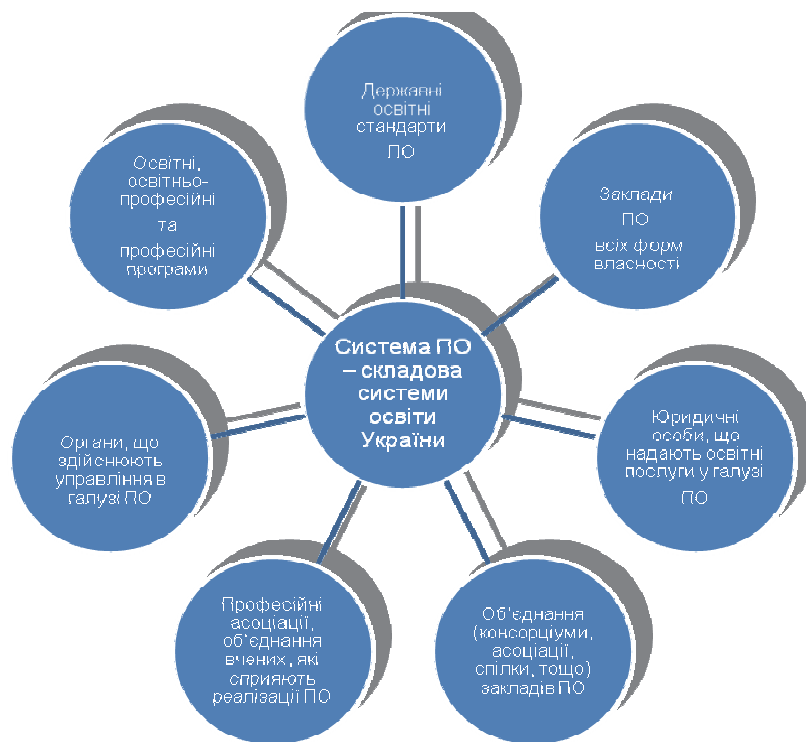 Державні
освітні
стандарти
ПО
Заклади
ПО
всіх форм
власності
Юридичні
особи, що
надають освітні
послуги у галузі
ПО
Об'єднання
(консорціуми,
асоціації,
спілки, тощо)
закладів ПО
Професійні
асоціації,
об'єднання
вчених, які
сприяють
реалізації ПО
Органи, що
здійснюють
управління в
галузі ПО
Освітні,
освітньо-
професійні
та
професійні
програми
Система ПО
– складова
системи
освіти
України